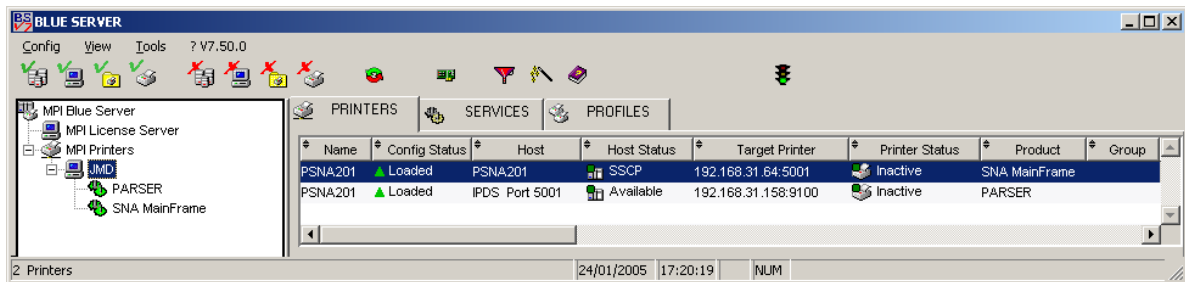 BLUE SERVER
Config View Tools ? V7.50.0
MPI Blue Server
MPI License Server
MPI Printers
JMD
PARSER
SNA MainFrame
PRINTERS SERVICES PROFILES
Name Config Status Host Host Status Target Printer Printer Status Product Group
PSNA201 Loaded PSNA201 SSCP 192.168.31.64:5001 Inactive SNA MainFrame
PSNA201 Loaded IPDS Port 5001 Available 192.168.31.158:9100 Inactive PARSER
2 Printers 24/01/2005 17:20:19 NUM